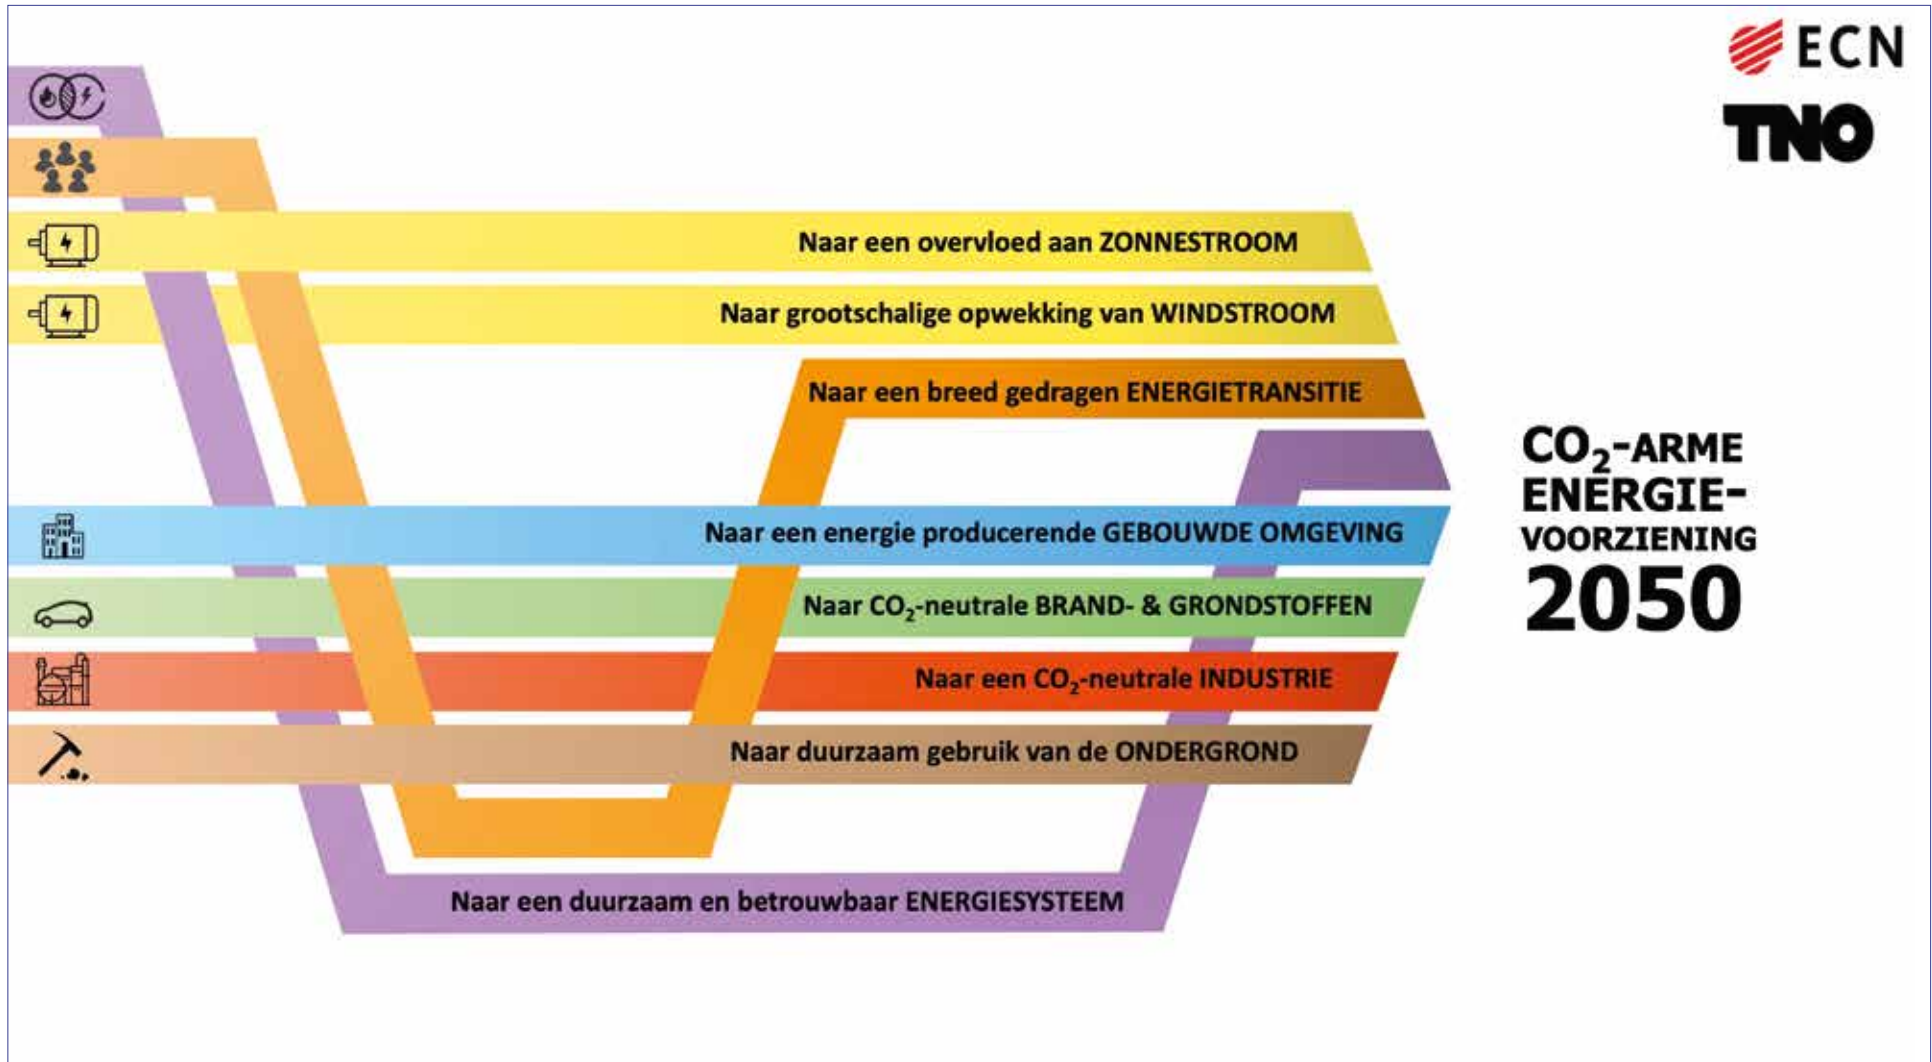 ECN
TNO
Naar een overvloed aan ZONNESTROOM
Naar grootschalige opwekking van WINDSTROOM
Naar een breed gedragen ENERGIETRANSITIE
Naar een energie producerende GEBOUWDE OMGEVING
Naar CO₂-neutrale BRAND- & GRONDSTOFFEN
Naar een CO₂-neutrale INDUSTRIE
Naar duurzaam gebruik van de ONDERGROND
Naar een duurzaam en betrouwbaar ENERGIESYSTEEM
CO₂-ARME
ENERGIE-
VOORZIENING
2050